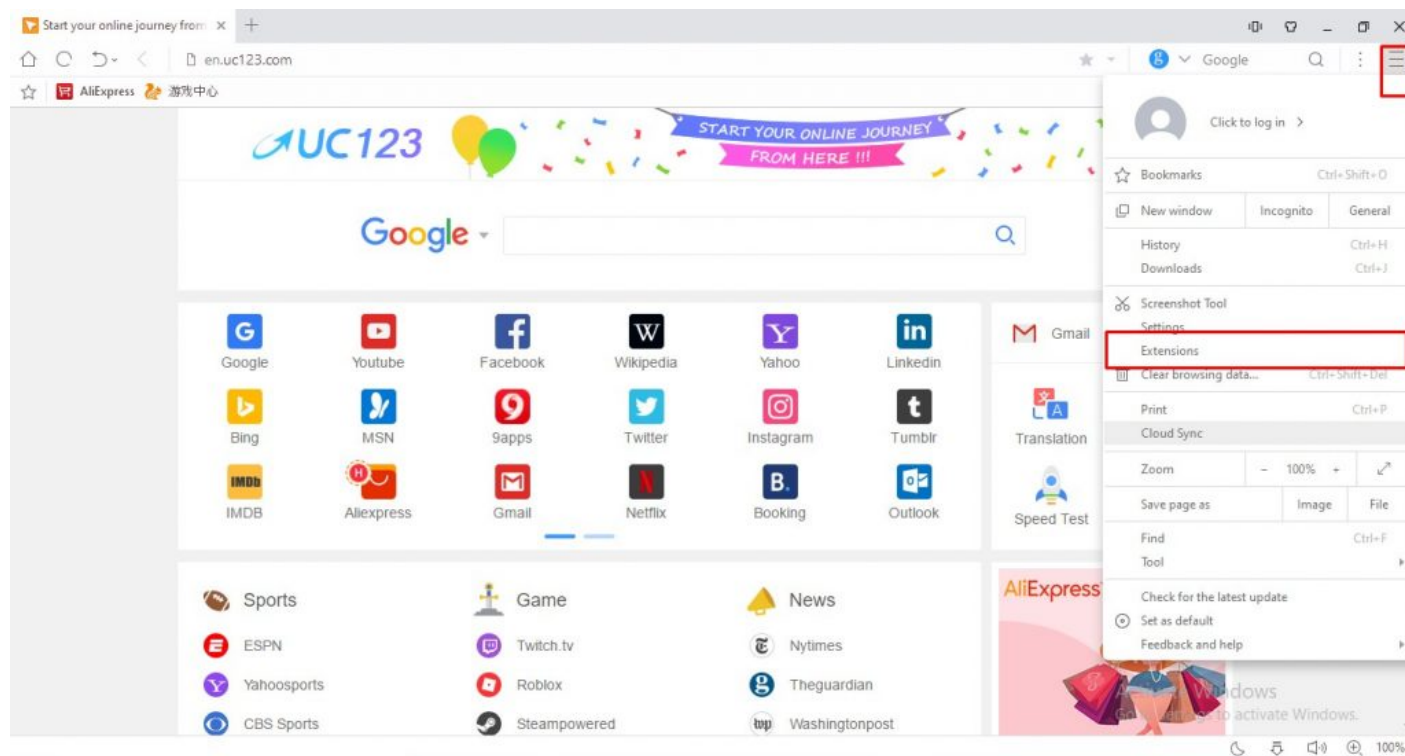 Start your online journey from
en.uc123.com
Google
AliExpress 游戏中心
UC123
START YOUR ONLINE JOURNEY
FROM HERE !!!
Google
Google Youtube Facebook Wikipedia Yahoo Linkedin
Bing MSN 9apps Twitter Instagram Tumblr
IMDb
H
B.
IMDB Aliexpress Gmail Netflix Booking Outlook
Gmail
Translation
Speed Test
Sports Game News
ESPN Twitch.tv Nytimes
Yahoosports Roblox Theguardian
CBS Sports Steampowered Washingtonpost
AliExpress
Click to log in >
Bookmarks Ctrl+Shift+O
New window Incognito General
History Ctrl+H
Downloads Ctrl+J
Screenshot Tool
Settings
Extensions
Clear browsing data... Ctrl+Shift+Del
Print Ctrl+P
Cloud Sync
Zoom - 100% +
Save page as Image File
Find Ctrl+F
Tool
Check for the latest update
Set as default
Feedback and help
Windows
to activate Windows.
100%